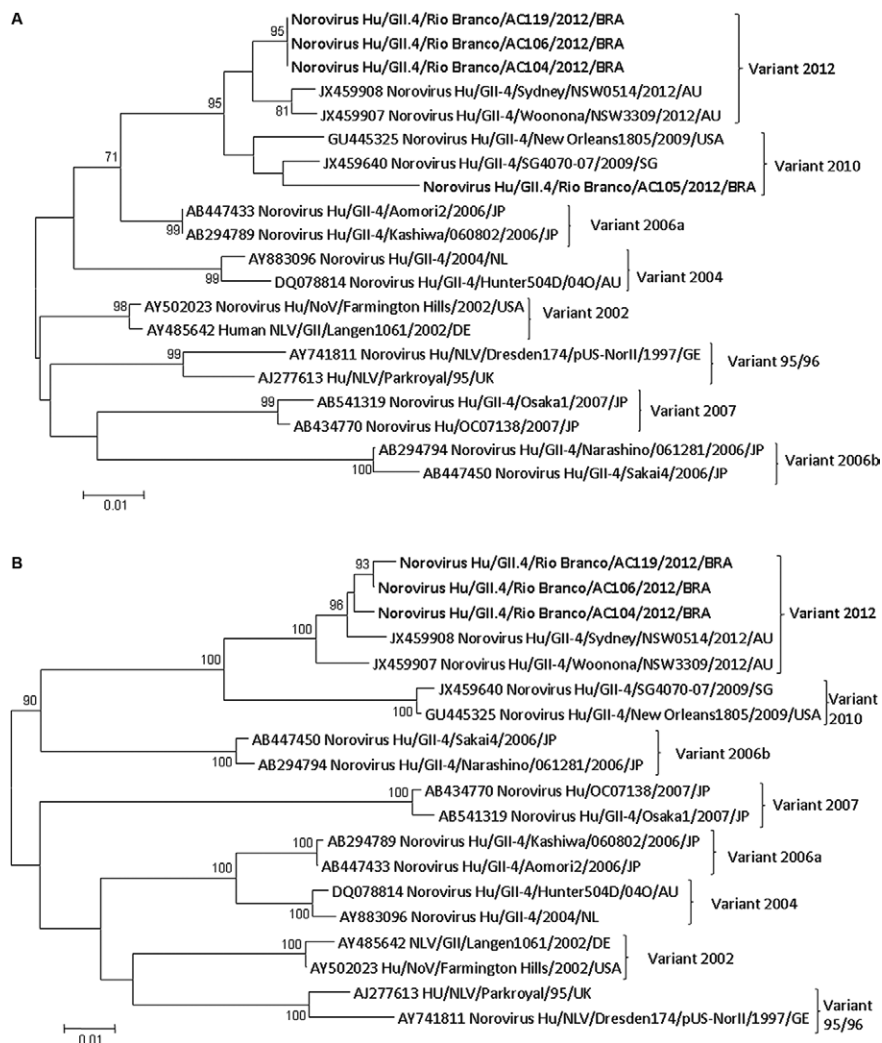 A
Norovirus Hu/GII.4/Rio Branco/AC119/2012/BRA
95
Norovirus Hu/GII.4/Rio Branco/AC106/2012/BRA
Norovirus Hu/GII.4/Rio Branco/AC104/2012/BRA
Variant 2012
JX459908 Norovirus Hu/GII-4/Sydney/NSW0514/2012/AU
95
81
JX459907 Norovirus Hu/GII-4/Woonona/NSW3309/2012/AU
GU445325 Norovirus Hu/GII-4/New Orleans1805/2009/USA
71
JX459640 Norovirus Hu/GII-4/SG4070-07/2009/SG
Variant 2010
Norovirus Hu/GII.4/Rio Branco/AC105/2012/BRA
AB447433 Norovirus Hu/GII-4/Aomori2/2006/JP
Variant 2006a
99
AB294789 Norovirus Hu/GII-4/Kashiwa/060802/2006/JP
AY883096 Norovirus Hu/GII-4/2004/NL
Variant 2004
99
DQ078814 Norovirus Hu/GII-4/Hunter504D/04O/AU
98
AY502023 Norovirus Hu/NoV/Farmington Hills/2002/USA
Variant 2002
AY485642 Human NLV/GII/Langen1061/2002/DE
99
AY741811 Norovirus Hu/NLV/Dresden174/pUS-NorII/1997/GE
Variant 95/96
AJ277613 Hu/NLV/Parkroyal/95/UK
99
AB541319 Norovirus Hu/GII-4/Osaka1/2007/JP
Variant 2007
AB434770 Norovirus Hu/OC07138/2007/JP
AB294794 Norovirus Hu/GII-4/Narashino/061281/2006/JP
Variant 2006b
100
AB447450 Norovirus Hu/GII-4/Sakai4/2006/JP
0.01
B
93
Norovirus Hu/GII.4/Rio Branco/AC119/2012/BRA
Norovirus Hu/GII.4/Rio Branco/AC106/2012/BRA
96
Norovirus Hu/GII.4/Rio Branco/AC104/2012/BRA
Variant 2012
100
JX459908 Norovirus Hu/GII-4/Sydney/NSW0514/2012/AU
100
JX459907 Norovirus Hu/GII-4/Woonona/NSW3309/2012/AU
JX459640 Norovirus Hu/GII-4/SG4070-07/2009/SG
Variant
2010
90
100
GU445325 Norovirus Hu/GII-4/New Orleans1805/2009/USA
AB447450 Norovirus Hu/GII-4/Sakai4/2006/JP
Variant 2006b
100
AB294794 Norovirus Hu/GII-4/Narashino/061281/2006/JP
100
AB434770 Norovirus Hu/OC07138/2007/JP
Variant 2007
AB541319 Norovirus Hu/GII-4/Osaka1/2007/JP
100
AB294789 Norovirus Hu/GII-4/Kashiwa/060802/2006/JP
Variant 2006a
100
AB447433 Norovirus Hu/GII-4/Aomori2/2006/JP
DQ078814 Norovirus Hu/GII-4/Hunter504D/04O/AU
Variant 2004
100
AY883096 Norovirus Hu/GII-4/2004/NL
100
AY485642 NLV/GII/Langen1061/2002/DE
Variant 2002
AY502023 Hu/NoV/Farmington Hills/2002/USA
AJ277613 HU/NLV/Parkroyal/95/UK
Variant
95/96
100
AY741811 Norovirus Hu/NLV/Dresden174/pUS-NorII/1997/GE
0.01